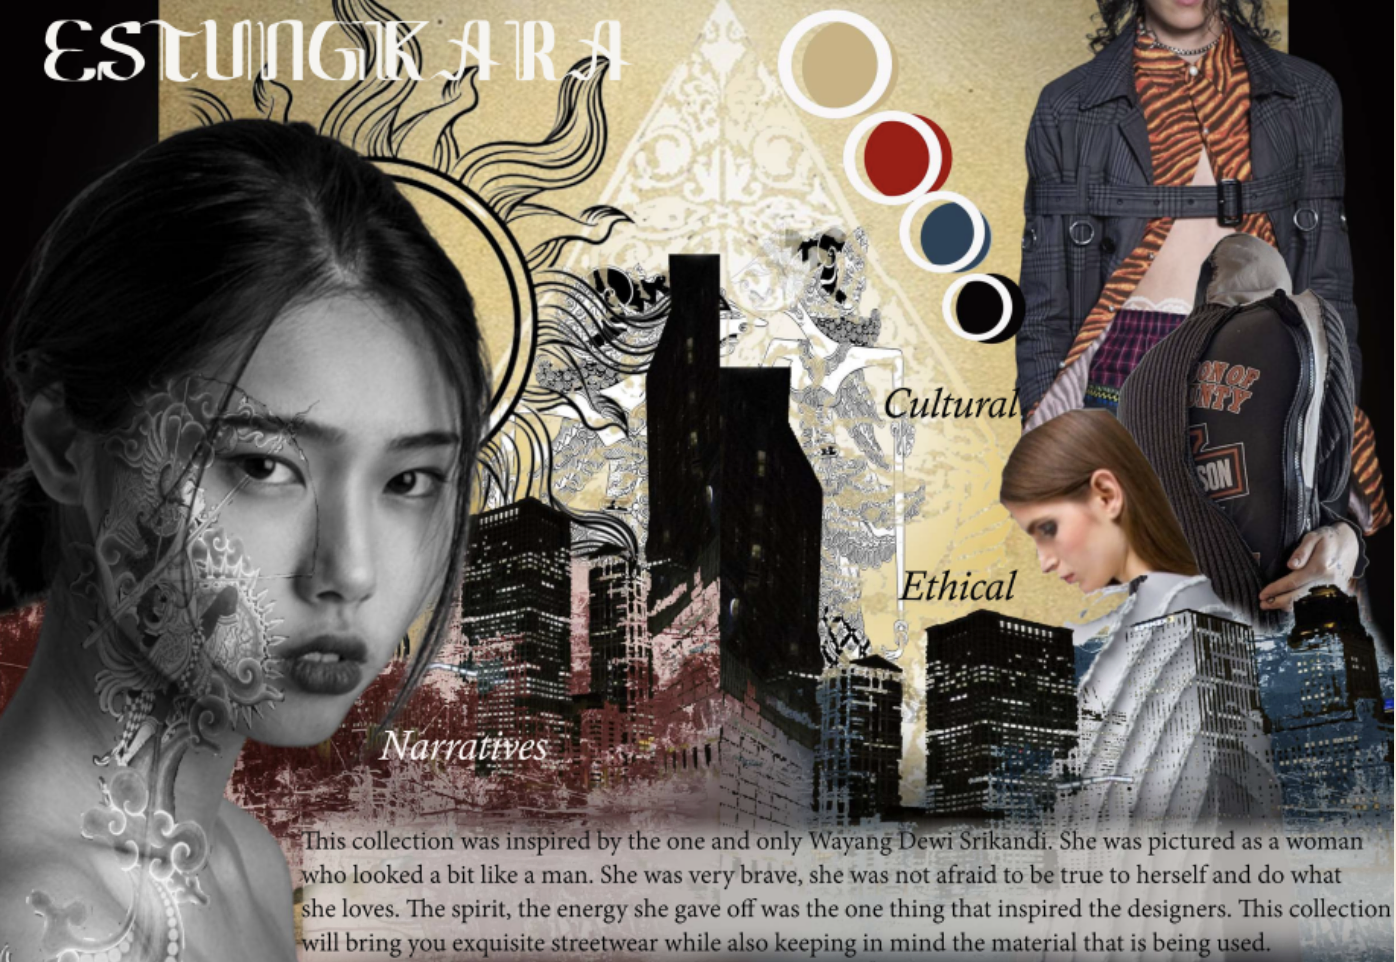 ESTUNGKARA
Cultural
ON OF
NTY
SON
Ethical
Narratives
This collection was inspired by the one and only Wayang Dewi Srikandi. She was pictured as a woman
who looked a bit like a man. She was very brave, she was not afraid to be true to herself and do what
she loves. The spirit, the energy she gave off was the one thing that inspired the designers. This collection
will bring you exquisite streetwear while also keeping in mind the material that is being used.